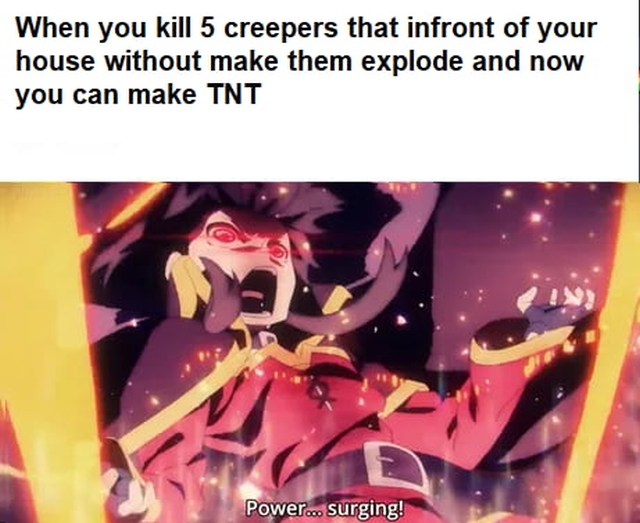 When you kill 5 creepers that infront of your
house without make them explode and now
you can make TNT
Power... surging!